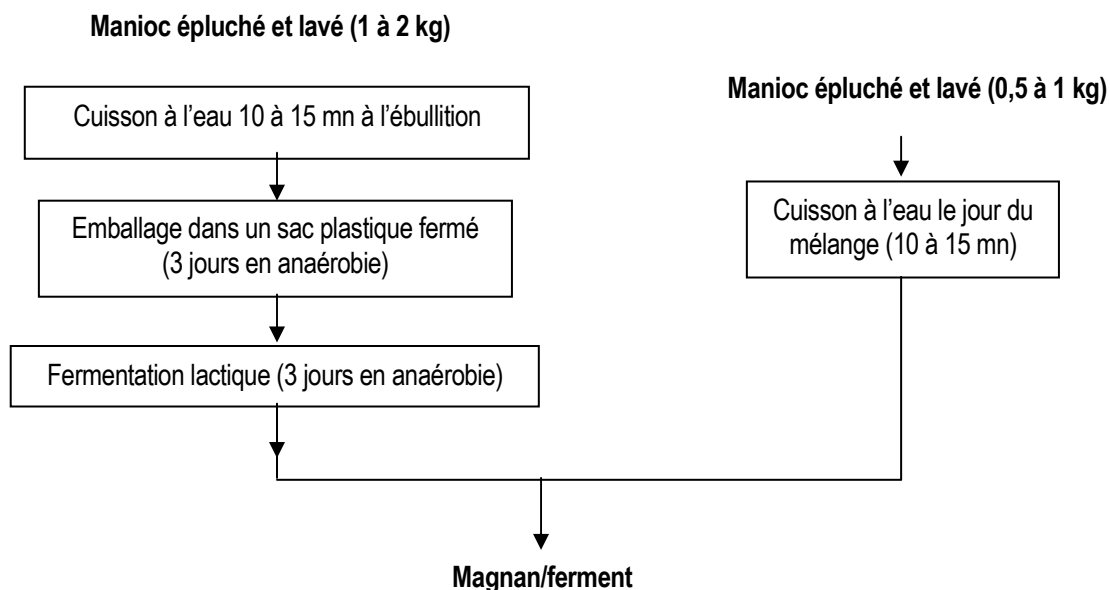 Manioc épluché et lavé (1 à 2 kg)
Cuisson à l’eau 10 à 15 mn à l’ébullition
Emballage dans un sac plastique fermé
(3 jours en anaérobie)
Fermentation lactique (3 jours en anaérobie)
Manioc épluché et lavé (0,5 à 1 kg)
Cuisson à l’eau le jour du
mélange (10 à 15 mn)
Magnan/ferment